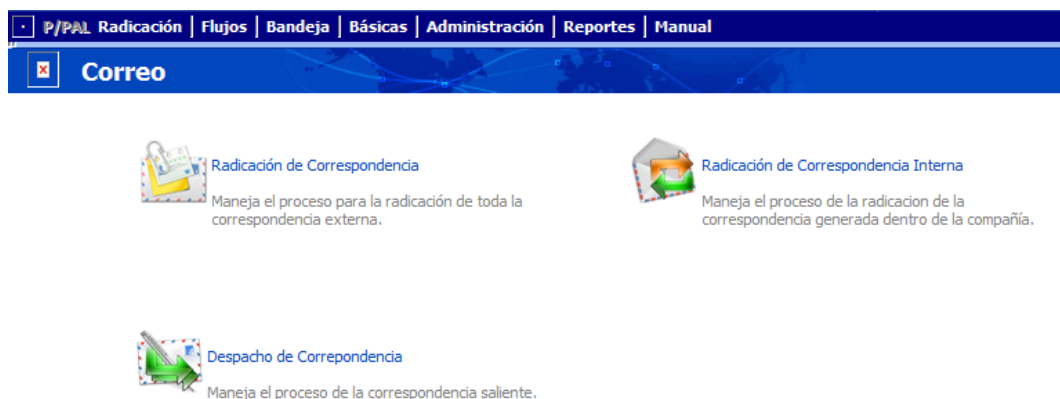 P/PAL Radicación | Flujos | Bandeja | Básicas | Administración | Reportes | Manual
Correo
Radicación de Correspondencia
Maneja el proceso para la radicación de toda la
correspondencia externa.
Radicación de Correspondencia Interna
Maneja el proceso de la radicacion de la
correspondencia generada dentro de la compañía.
Despacho de Correpondencia
Maneja el proceso de la correspondencia saliente.